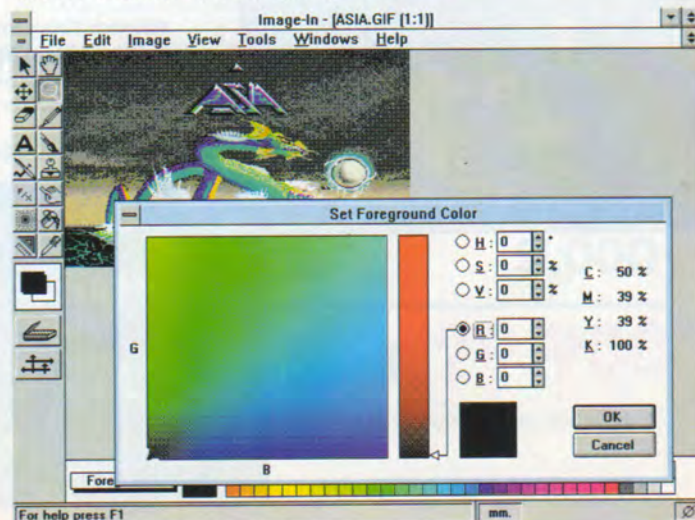 Image-In - [ASIA.GIF [1:1]]
File Edit Image View Tools Windows Help
ASIA
A
Set Foreground Color
H: 0 °
S: 0 %
V: 0 %
R: 0
G: 0
B: 0
C: 50 %
M: 39 %
Y: 39 %
K: 100 %
G
B
OK
Cancel
Fore
For help press F1
mm.